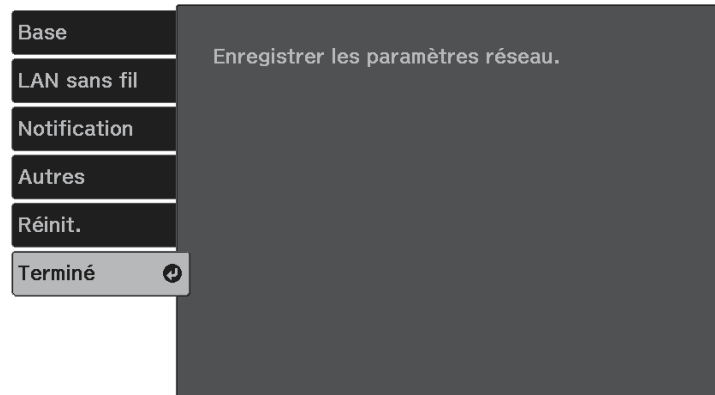 Base
LAN sans fil
Notification
Autres
Réinit.
Terminé
Enregistrer les paramètres réseau.